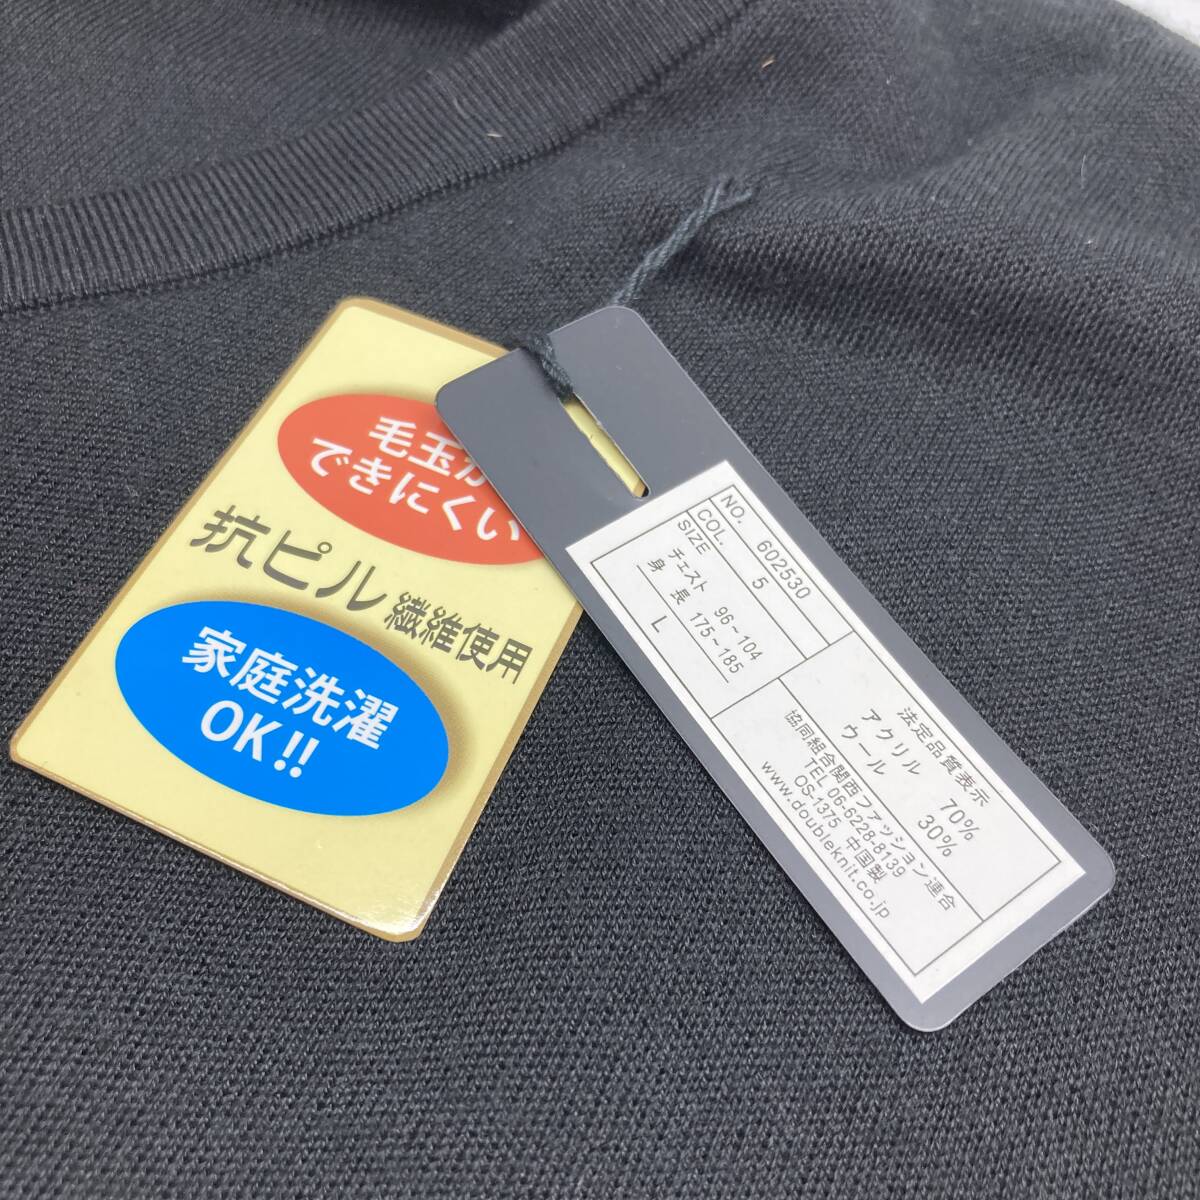 毛玉が
できにくい
抗ピル繊維使用
家庭洗濯
OK!!
NO. 602530
COL. 5
SIZE チェスト 96~104
身長 175~185
L
法定品質表示
アクリル 70%
ウール 30%
協同組合関西ファッション連合
TEL 06-6228-8139
OS-1375 中国製
www.doubleknit.co.jp